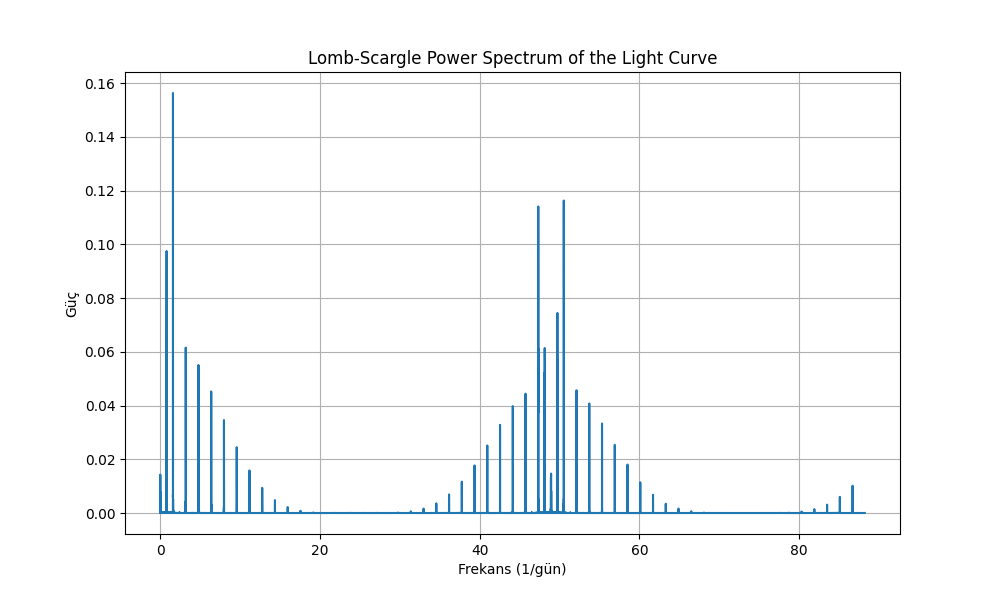 Lomb-Scargle Power Spectrum of the Light Curve
0.16
0.14
0.12
0.10
0.08
0.06
0.04
0.02
0.00
Güç
0 20 40 60 80
Frekans (1/gün)